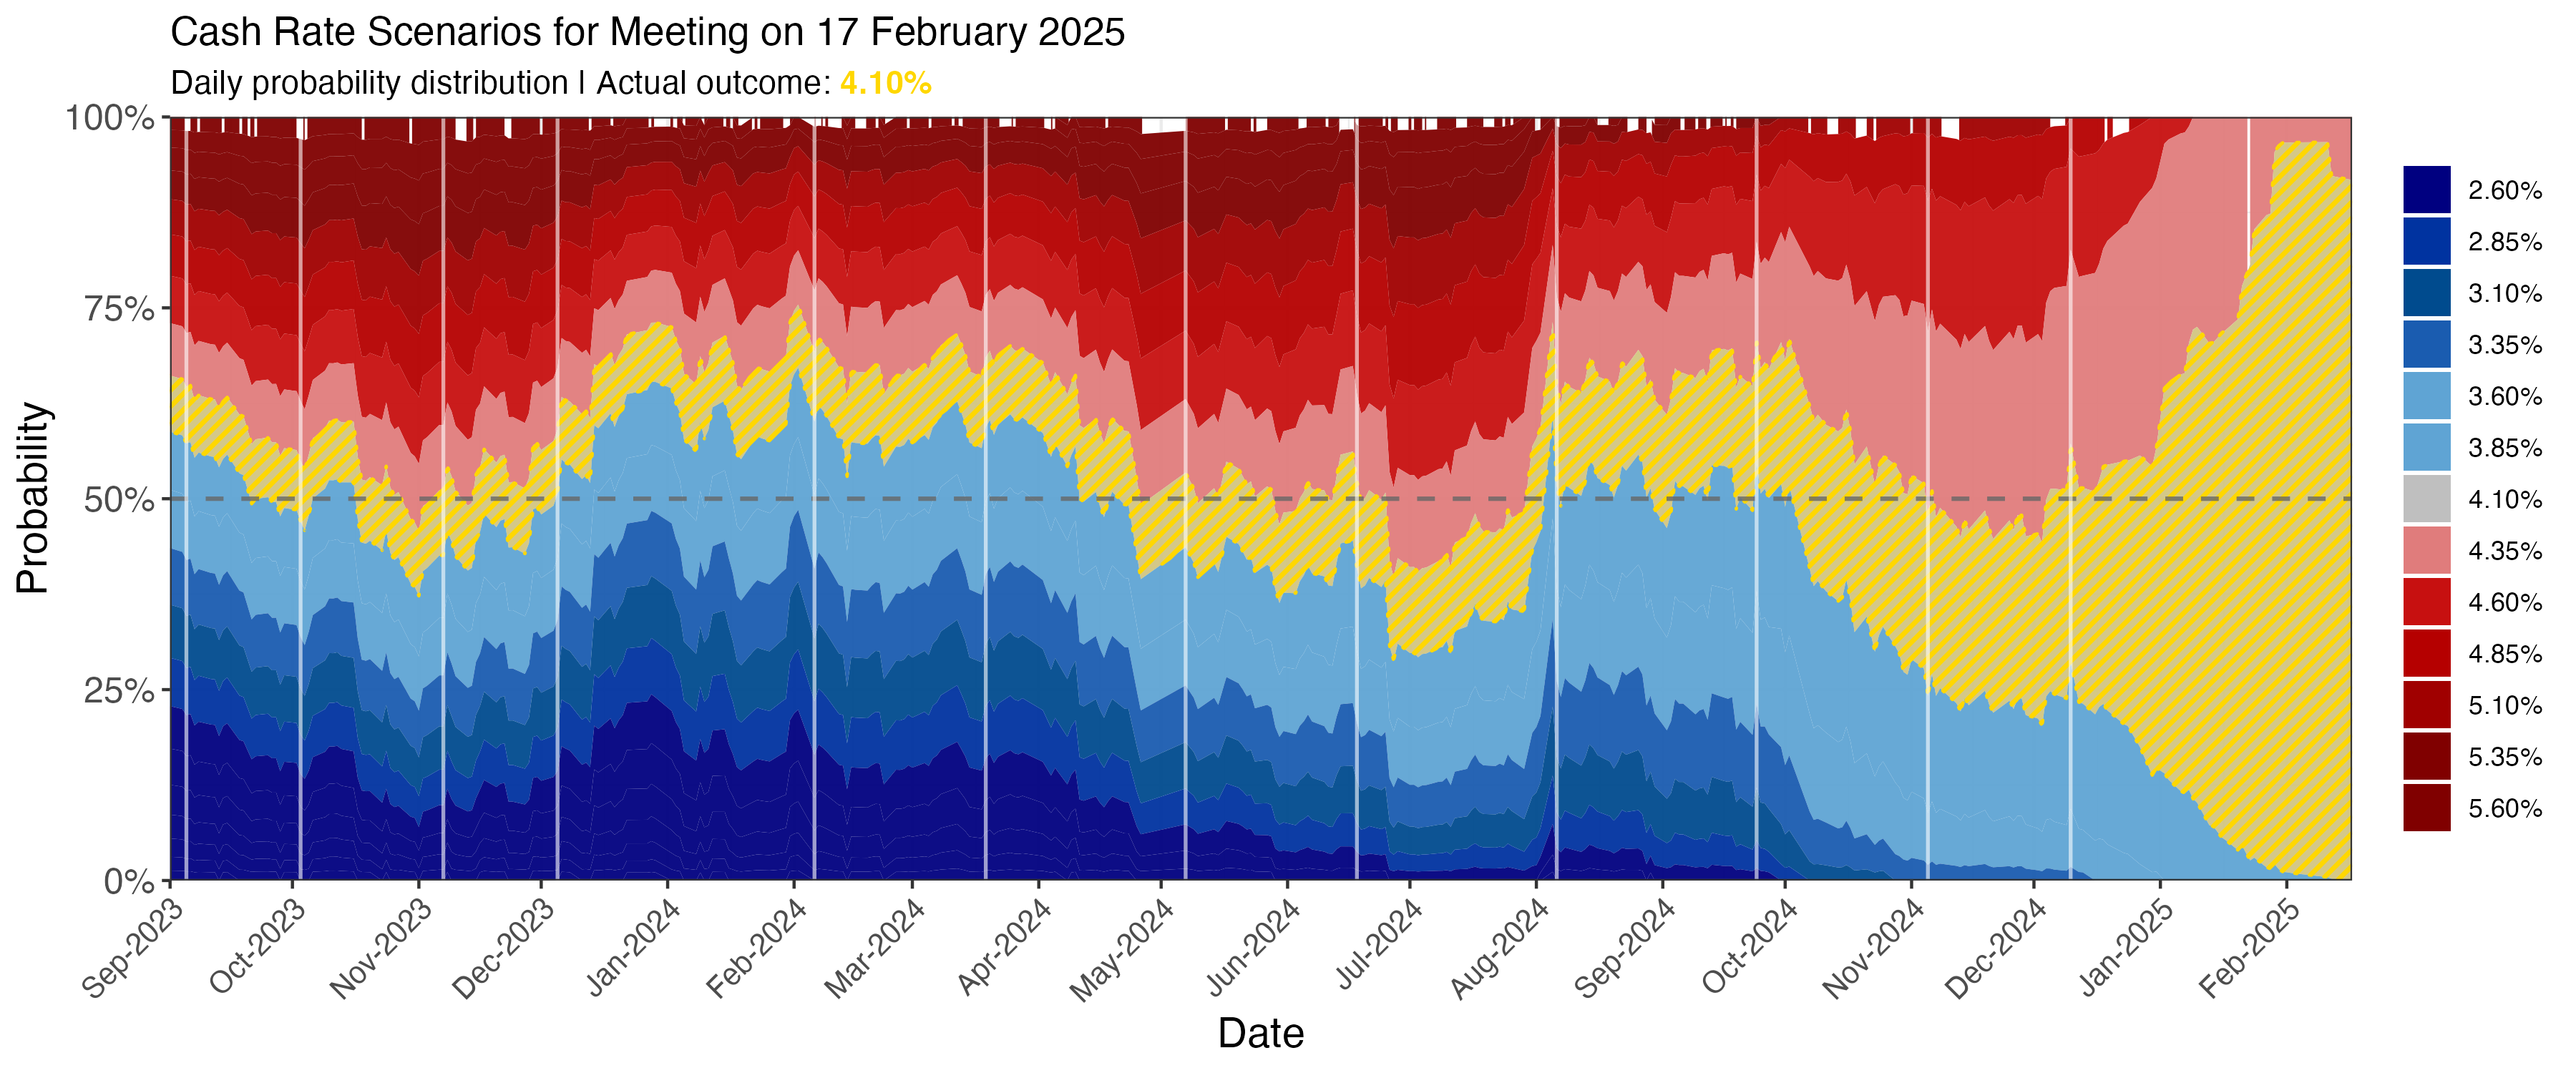 Cash Rate Scenarios for Meeting on 17 February 2025
Daily probability distribution | Actual outcome: 4.10%
100%
75%
50%
25%
0%
Probability
Sep-2023
Oct-2023
Nov-2023
Dec-2023
Jan-2024
Feb-2024
Mar-2024
Apr-2024
May-2024
Jun-2024
Jul-2024
Aug-2024
Sep-2024
Oct-2024
Nov-2024
Dec-2024
Jan-2025
Feb-2025
Date
2.60%
2.85%
3.10%
3.35%
3.60%
3.85%
4.10%
4.35%
4.60%
4.85%
5.10%
5.35%
5.60%